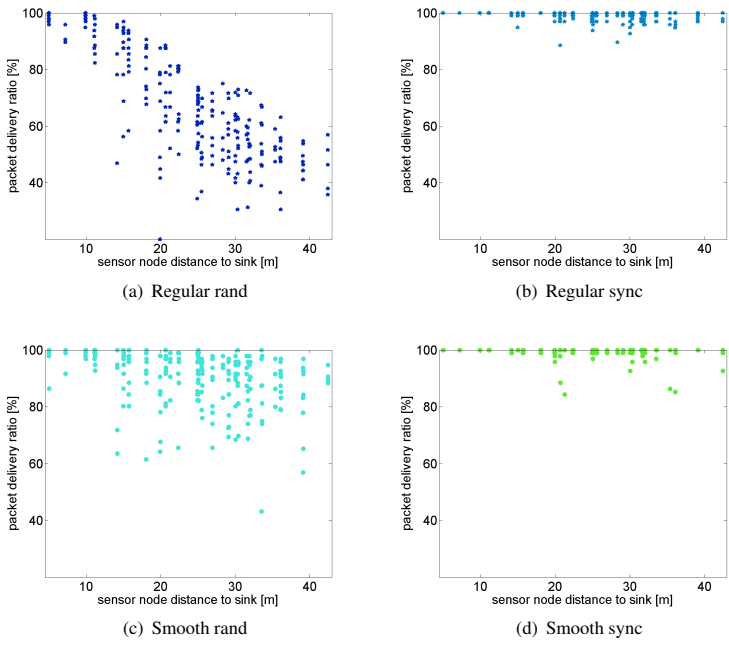 100
80
60
40
packet delivery ratio [%]
10 20 30 40
sensor node distance to sink [m]
(a) Regular rand
100
80
60
40
packet delivery ratio [%]
10 20 30 40
sensor node distance to sink [m]
(b) Regular sync
100
80
60
40
packet delivery ratio [%]
10 20 30 40
sensor node distance to sink [m]
(c) Smooth rand
100
80
60
40
packet delivery ratio [%]
10 20 30 40
sensor node distance to sink [m]
(d) Smooth sync